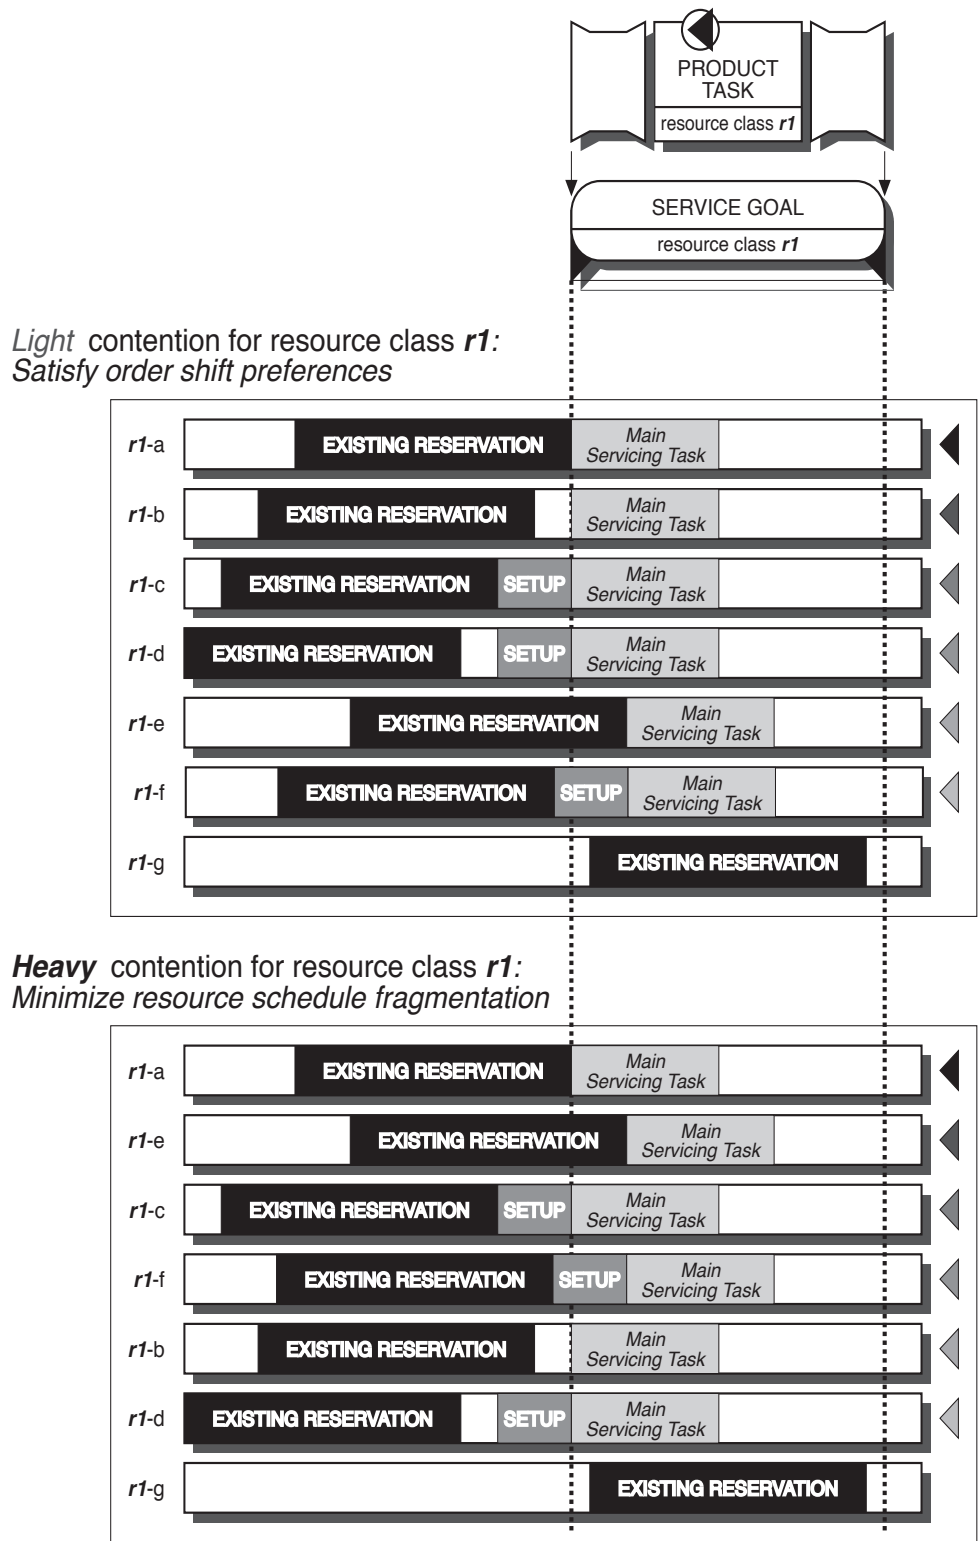 PRODUCT
TASK
resource class r1
SERVICE GOAL
resource class r1
Light contention for resource class r1:
Satisfy order shift preferences
r1-a EXISTING RESERVATION Main
Servicing Task
r1-b EXISTING RESERVATION Main
Servicing Task
r1-c EXISTING RESERVATION SETUP Main
Servicing Task
r1-d EXISTING RESERVATION SETUP Main
Servicing Task
r1-e EXISTING RESERVATION Main
Servicing Task
r1-f EXISTING RESERVATION SETUP Main
Servicing Task
r1-g EXISTING RESERVATION
Heavy contention for resource class r1:
Minimize resource schedule fragmentation
r1-a EXISTING RESERVATION Main
Servicing Task
r1-e EXISTING RESERVATION Main
Servicing Task
r1-c EXISTING RESERVATION SETUP Main
Servicing Task
r1-f EXISTING RESERVATION SETUP Main
Servicing Task
r1-b EXISTING RESERVATION Main
Servicing Task
r1-d EXISTING RESERVATION SETUP Main
Servicing Task
r1-g EXISTING RESERVATION